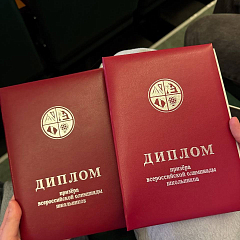 ДИПЛОМ
призёра
всероссийской олимпиады
школьников
ДИПЛОМ
призёра
всероссийской олимпиады
школьников